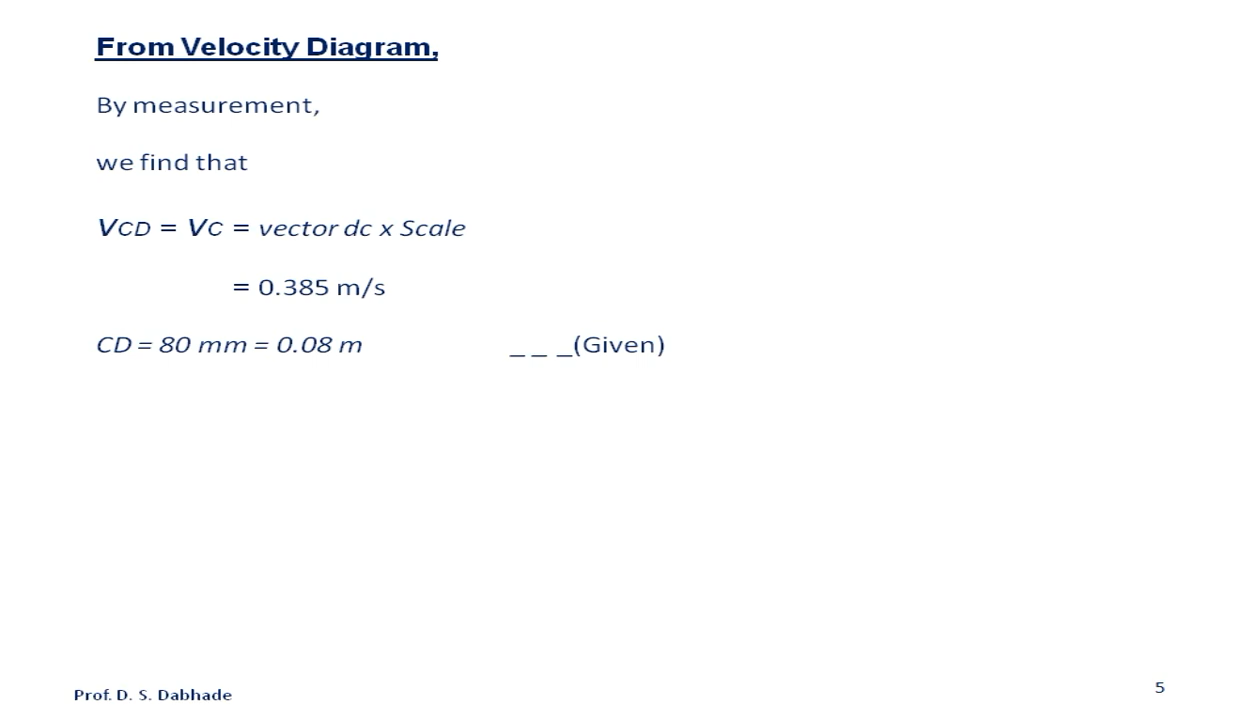 From Velocity Diagram,
By measurement,
we find that
VCD = VC = vector dc x Scale
= 0.385 m/s
CD = 80 mm = 0.08 m _ _ _(Given)
Prof. D. S. Dabhade
5